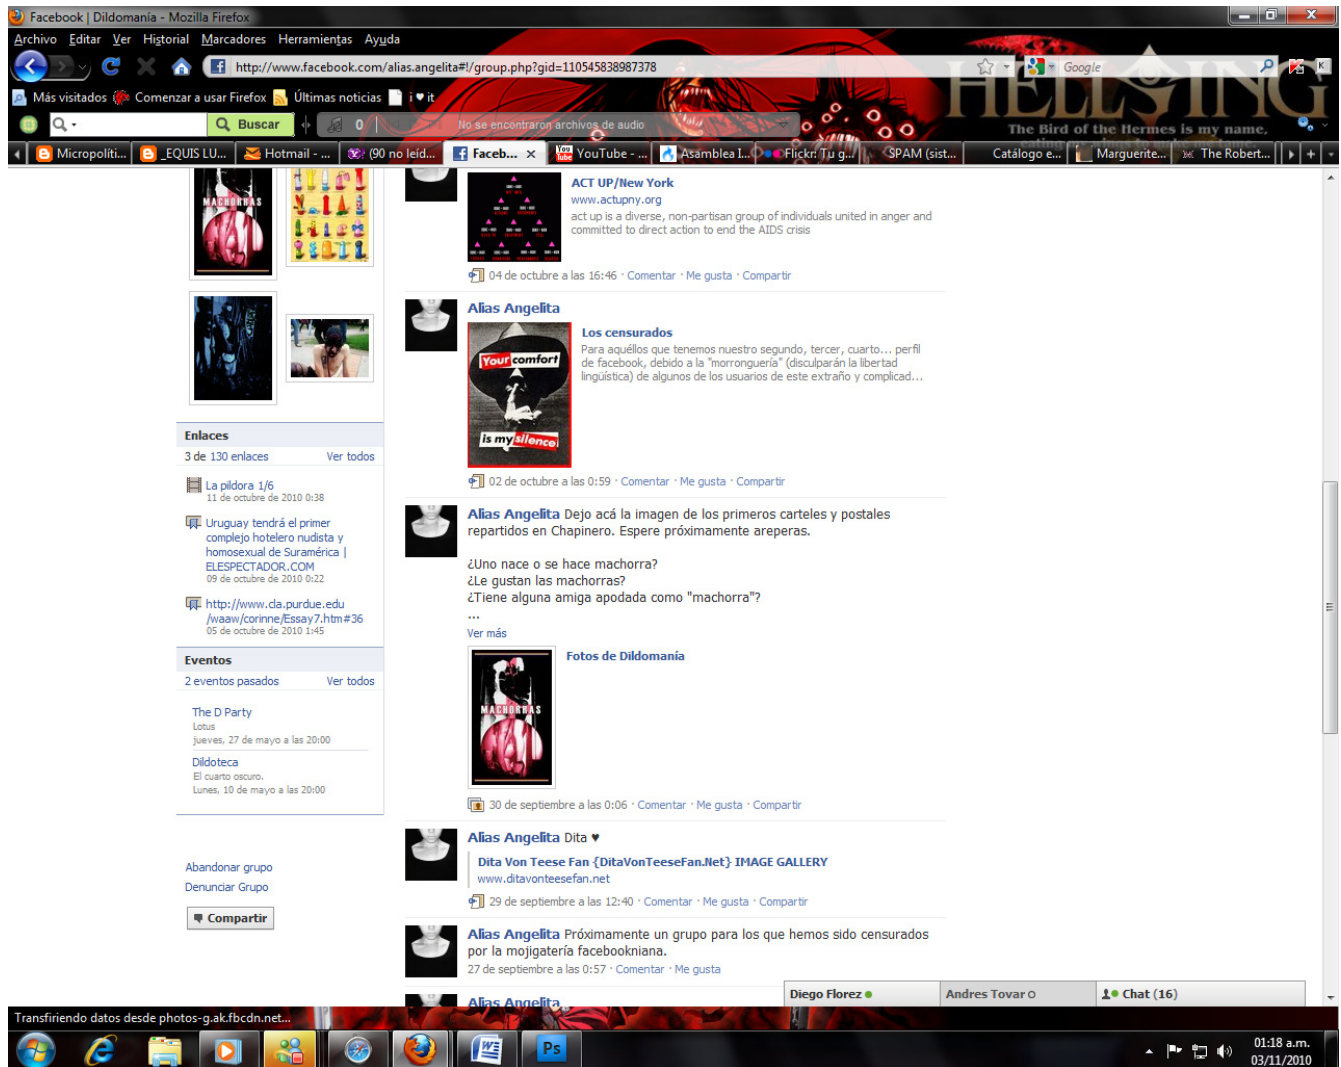 Facebook | Dildomanía - Mozilla Firefox
Archivo Editar Ver Historial Marcadores Herramientas Ayuda
http://www.facebook.com/alias.angelita#!/group.php?gid=110545838987378
Google
HELLSING
Más visitados Comenzar a usar Firefox Últimas noticias i ♥ it
The Bird of the Hermes is my name,
Buscar 0 No se encontraron archivos de audio
Micropolíti... _EQUIS LU... Hotmail - ... (90 no leid... Faceb... YouTube - ... Asamblea I... Flickr: Tu g... SPAM (sist... Catálogo e... Marguerite... The Robert...
MACHORRAS
Enlaces
3 de 130 enlaces Ver todos
La pildora 1/6
11 de octubre de 2010 0:38
Uruguay tendrá el primer
complejo hotelero nudista y
homosexual de Suramérica |
ELESPECTADOR.COM
09 de octubre de 2010 0:22
http://www.cla.purdue.edu
/waaw/corinne/Essay7.htm#36
05 de octubre de 2010 1:45
Eventos
2 eventos pasados Ver todos
The D Party
Lotus
jueves, 27 de mayo a las 20:00
Dildoteca
El cuarto oscuro.
Lunes, 10 de mayo a las 20:00
Abandonar grupo
Denunciar Grupo
Compartir
ACT UP/New York
www.actupny.org
act up is a diverse, non-partisan group of individuals united in anger and
committed to direct action to end the AIDS crisis
04 de octubre a las 16:46 · Comentar · Me gusta · Compartir
Alias Angelita
Your comfort
is my silence
Los censurados
Para aquéllos que tenemos nuestro segundo, tercer, cuarto... perfil
de facebook, debido a la "morronguería" (disculparán la libertad
lingüística) de algunos de los usuarios de este extraño y complicad...
02 de octubre a las 0:59 · Comentar · Me gusta · Compartir
Alias Angelita Dejo acá la imagen de los primeros carteles y postales
repartidos en Chapinero. Espere próximamente areperas.
¿Uno nace o se hace machorra?
¿Le gustan las machorras?
¿Tiene alguna amiga apodada como "machorra"?
...
Ver más
MACHORRAS
Fotos de Dildomanía
30 de septiembre a las 0:06 · Comentar · Me gusta · Compartir
Alias Angelita Dita ♥
Dita Von Teese Fan {DitaVonTeeseFan.Net} IMAGE GALLERY
www.ditavonteesefan.net
29 de septiembre a las 12:40 · Comentar · Me gusta · Compartir
Alias Angelita Próximamente un grupo para los que hemos sido censurados
por la mojigatería facebookniana.
27 de septiembre a las 0:57 · Comentar · Me gusta
Alias Angelita
Diego Florez Andres Tovar Chat (16)
Transfiriendo datos desde photos-g.ak.fbcdn.net...
Ps
01:18 a.m.
03/11/2010